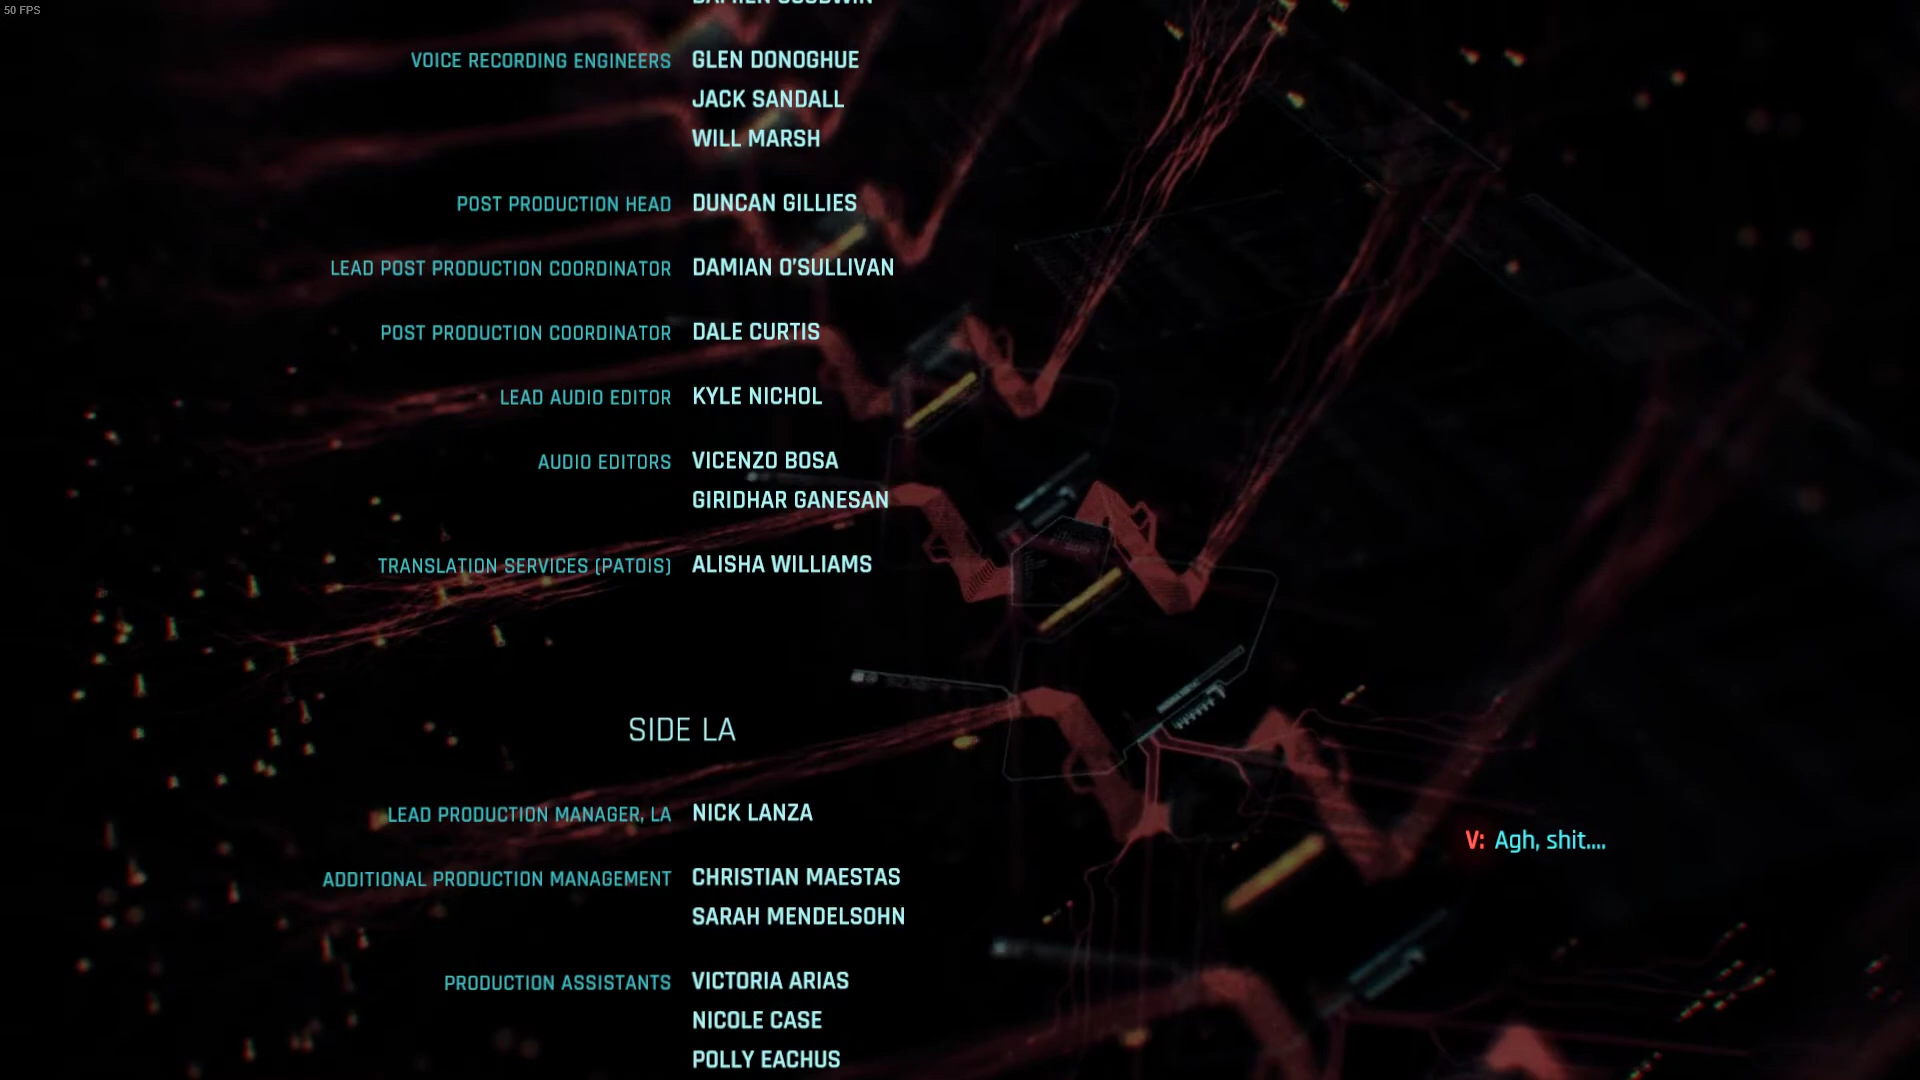 50 FPS
VOICE RECORDING ENGINEERS GLEN DONOGHUE
JACK SANDALL
WILL MARSH
POST PRODUCTION HEAD DUNCAN GILLIES
LEAD POST PRODUCTION COORDINATOR DAMIAN O'SULLIVAN
POST PRODUCTION COORDINATOR DALE CURTIS
LEAD AUDIO EDITOR KYLE NICHOL
AUDIO EDITORS VICENZO BOSA
GIRIDHAR GANESAN
TRANSLATION SERVICES (PATOIS) ALISHA WILLIAMS
SIDE LA
LEAD PRODUCTION MANAGER, LA NICK LANZA
V: Agh, shit....
ADDITIONAL PRODUCTION MANAGEMENT CHRISTIAN MAESTAS
SARAH MENDELSOHN
PRODUCTION ASSISTANTS VICTORIA ARIAS
NICOLE CASE
POLLY EACHUS